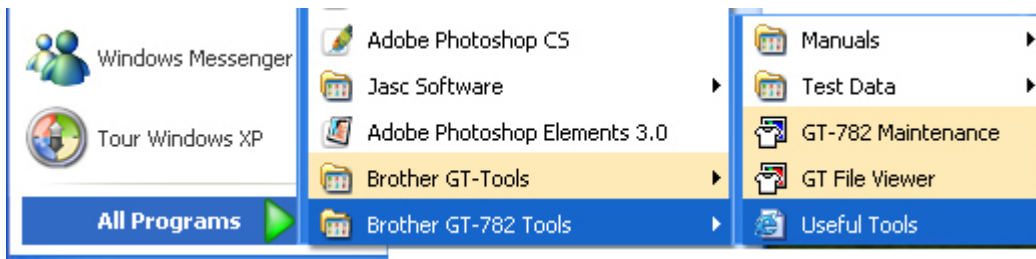 Windows Messenger
Tour Windows XP
All Programs
Adobe Photoshop CS
Jasc Software
Adobe Photoshop Elements 3.0
Brother GT-Tools
Brother GT-782 Tools
Manuals
Test Data
GT-782 Maintenance
GT File Viewer
Useful Tools